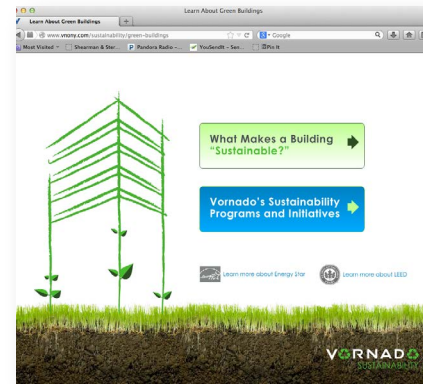 Learn About Green Buildings
Learn About Green Buildings
www.vnony.com/sustainability/green-buildings
Google
Most Visited
Shearman & Ster...
Pandora Radio –...
YouSendIt – Sen...
Pin It
What Makes a Building
“Sustainable?”
Vornado’s Sustainability
Programs and Initiatives
Learn more about Energy Star
Learn more about LEED
VORNADO
SUSTAINABILITY